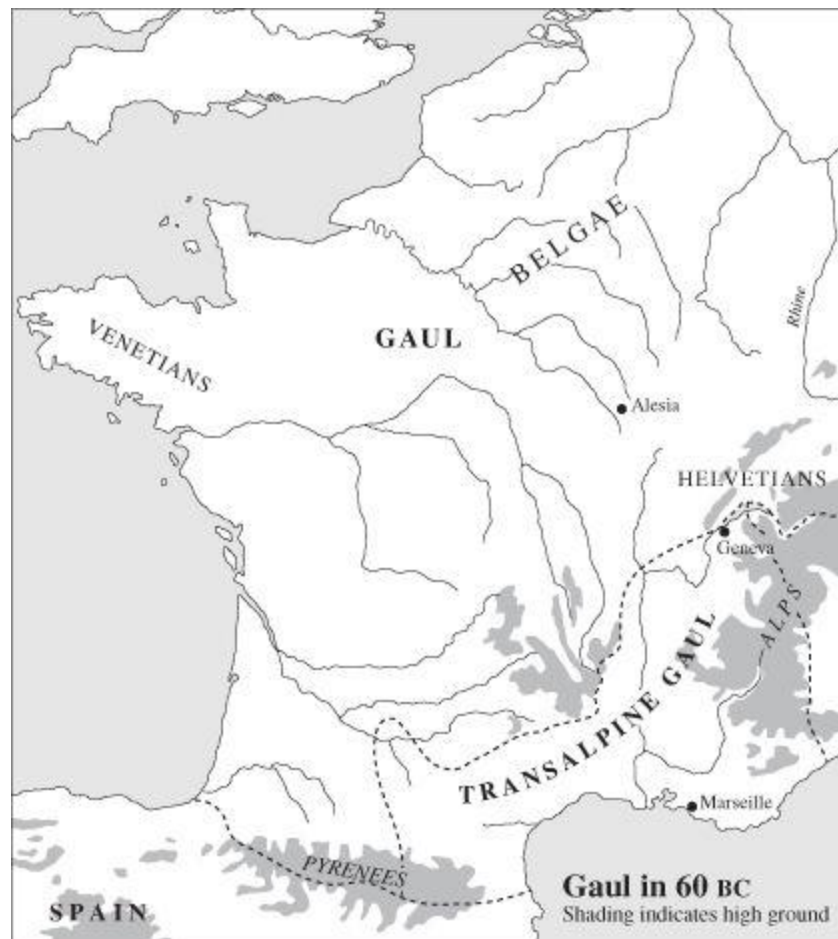 BELGAE
Rhine
VENETIANS
GAUL
Alesia
HELVETIANS
Geneva
ALPS
TRANSALPINE GAUL
Marseille
PYRENEES
SPAIN
Gaul in 60 BC
Shading indicates high ground